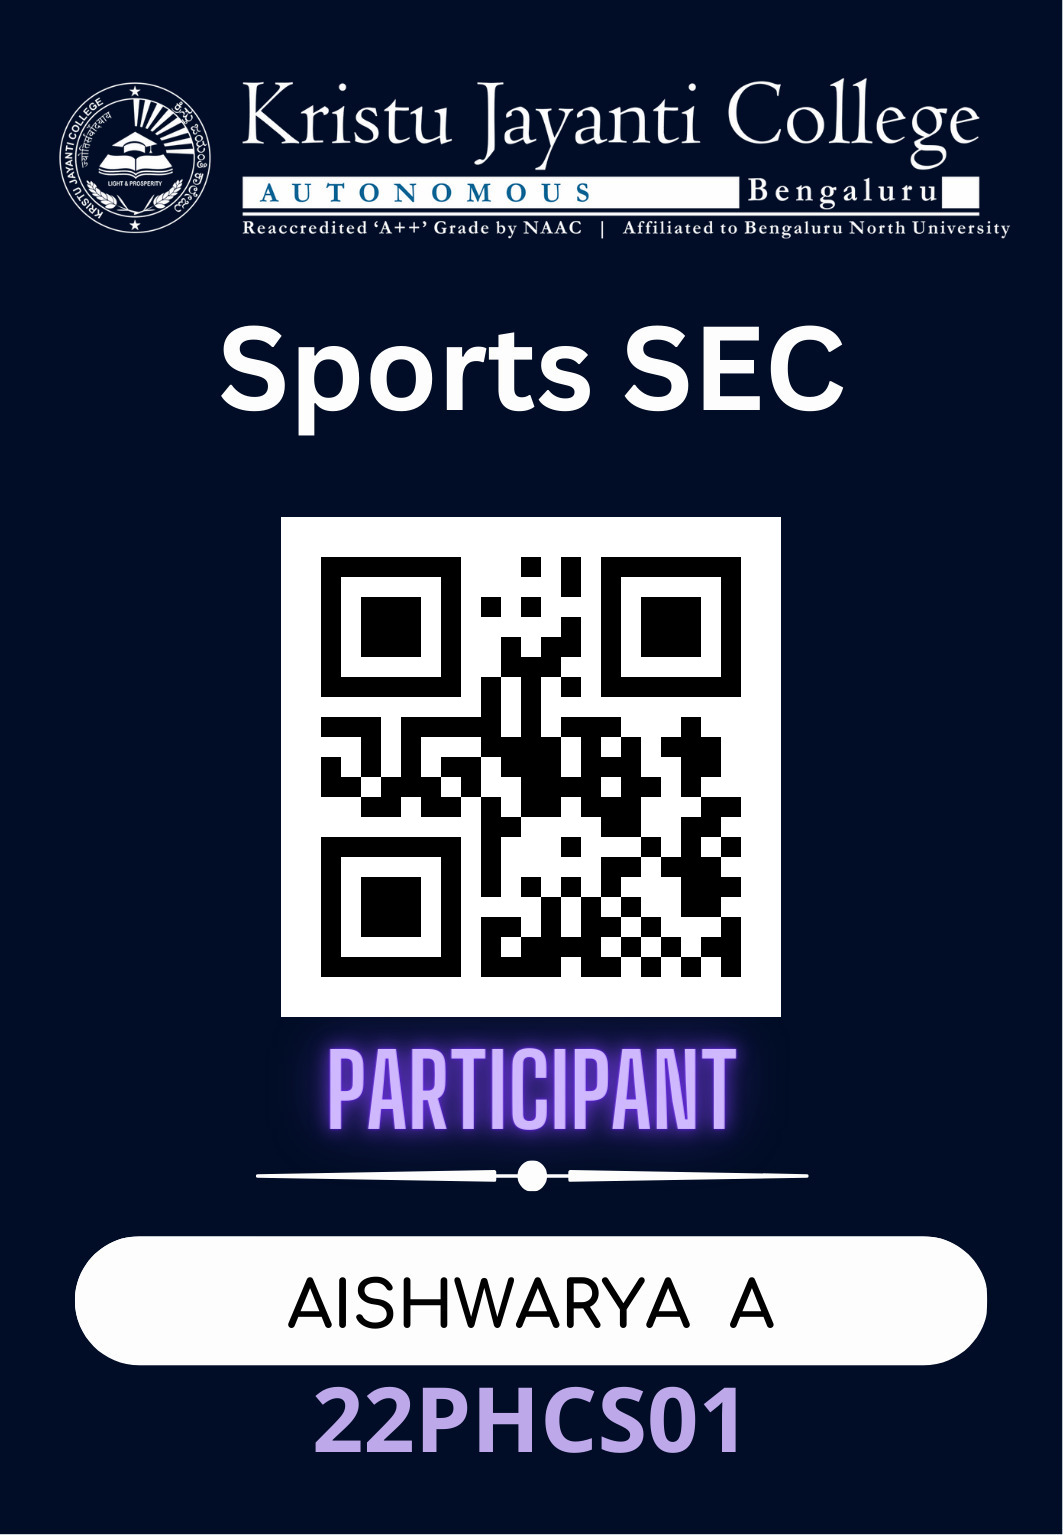 Kristu Jayanti College
AUTONOMOUS Bengaluru
Reaccredited ‘A++’ Grade by NAAC | Affiliated to Bengaluru North University
KRISTU JAYANTI COLLEGE
LIGHT & PROSPERITY
Sports SEC
PARTICIPANT
AISHWARYA A
22PHCS01